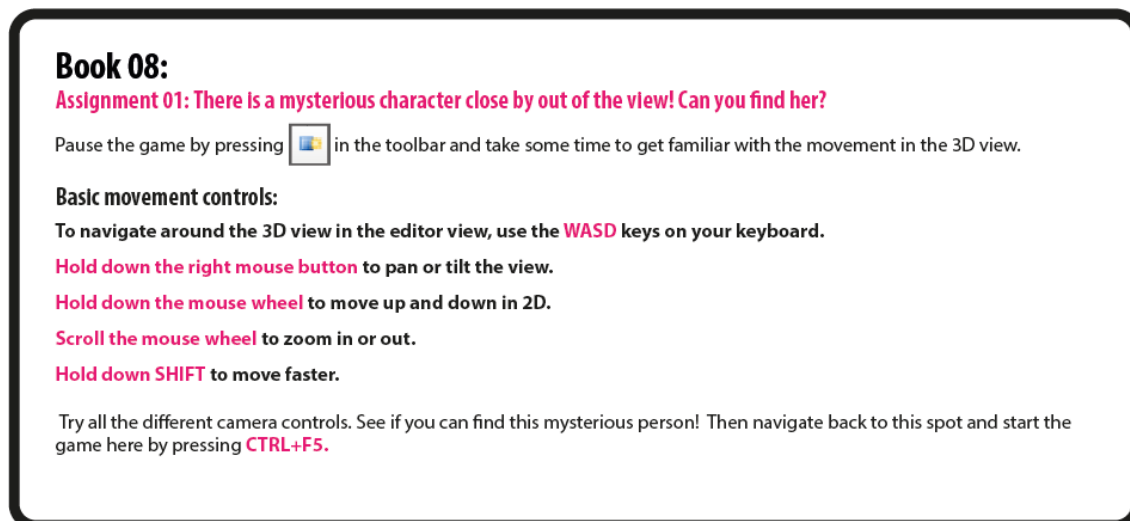 Book 08:
Assignment 01: There is a mysterious character close by out of the view! Can you find her?
Pause the game by pressing in the toolbar and take some time to get familiar with the movement in the 3D view.
Basic movement controls:
To navigate around the 3D view in the editor view, use the WASD keys on your keyboard.
Hold down the right mouse button to pan or tilt the view.
Hold down the mouse wheel to move up and down in 2D.
Scroll the mouse wheel to zoom in or out.
Hold down SHIFT to move faster.
Try all the different camera controls. See if you can find this mysterious person! Then navigate back to this spot and start the
game here by pressing CTRL+F5.